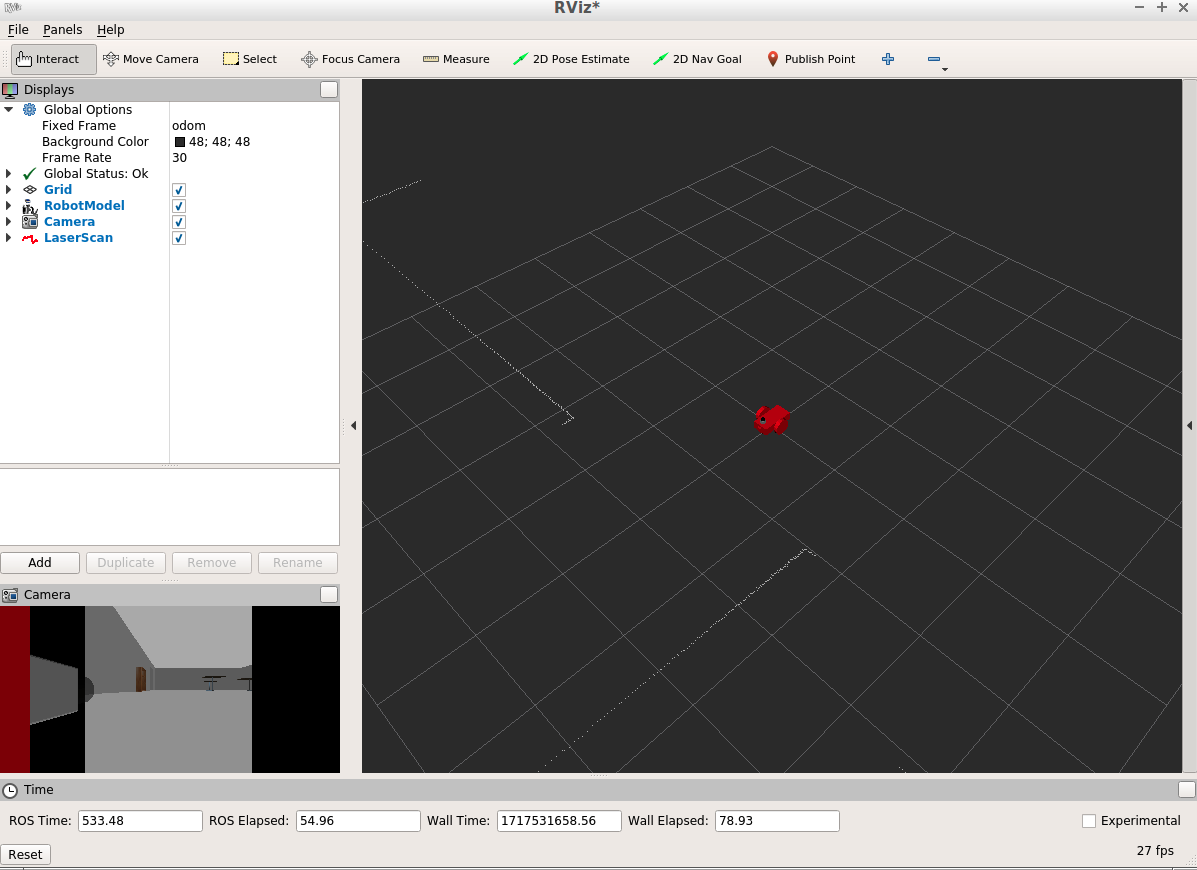 RViz*
File Panels Help
Interact Move Camera Select Focus Camera Measure 2D Pose Estimate 2D Nav Goal Publish Point
Displays
Global Options
Fixed Frame odom
Background Color 48; 48; 48
Frame Rate 30
Global Status: Ok
Grid
RobotModel
Camera
LaserScan
Add Duplicate Remove Rename
Camera
Time
ROS Time: 533.48 ROS Elapsed: 54.96 Wall Time: 1717531658.56 Wall Elapsed: 78.93 Experimental
Reset 27 fps